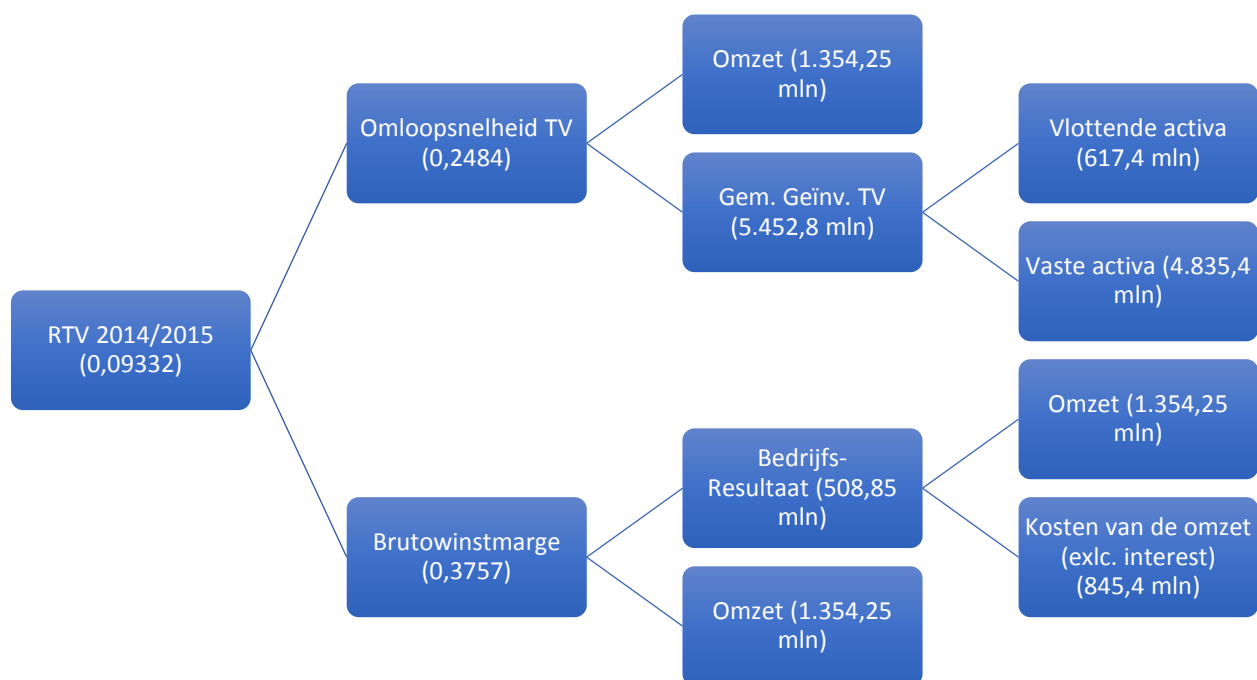 Omzet (1.354,25
mln)
Omloopsnelheid TV
(0,2484)
Vlottende activa
(617,4 mln)
Gem. Geïnv. TV
(5.452,8 mln)
Vaste activa (4.835,4
mln)
RTV 2014/2015
(0,09332)
Omzet (1.354,25
mln)
Bedrijfs-
Resultaat (508,85
mln)
Brutowinstmarge
(0,3757)
Kosten van de omzet
(exlc. interest)
(845,4 mln)
Omzet (1.354,25
mln)